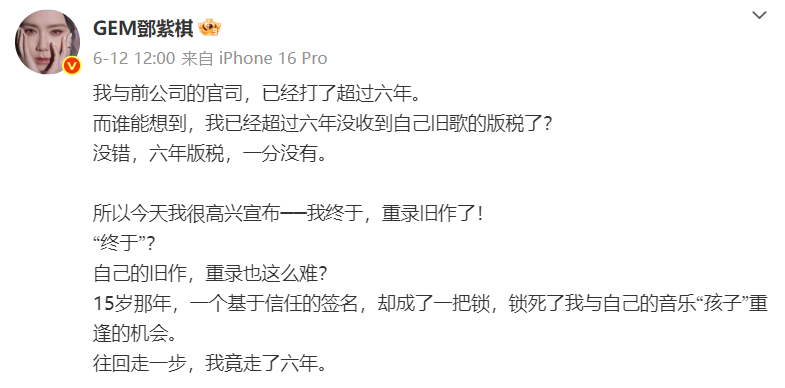 GEM鄧紫棋
6-12 12:00 来自 iPhone 16 Pro
我与前公司的官司，已经打了超过六年。
而谁能想到，我已经超过六年没收到自己旧歌的版税了？
没错，六年版税，一分没有。
所以今天我很高兴宣布——我终于，重录旧作了！
“终于”？
自己的旧作，重录也这么难？
15岁那年，一个基于信任的签名，却成了一把锁，锁死了我与自己的音乐“孩子”重
逢的机会。
往回走一步，我竟走了六年。